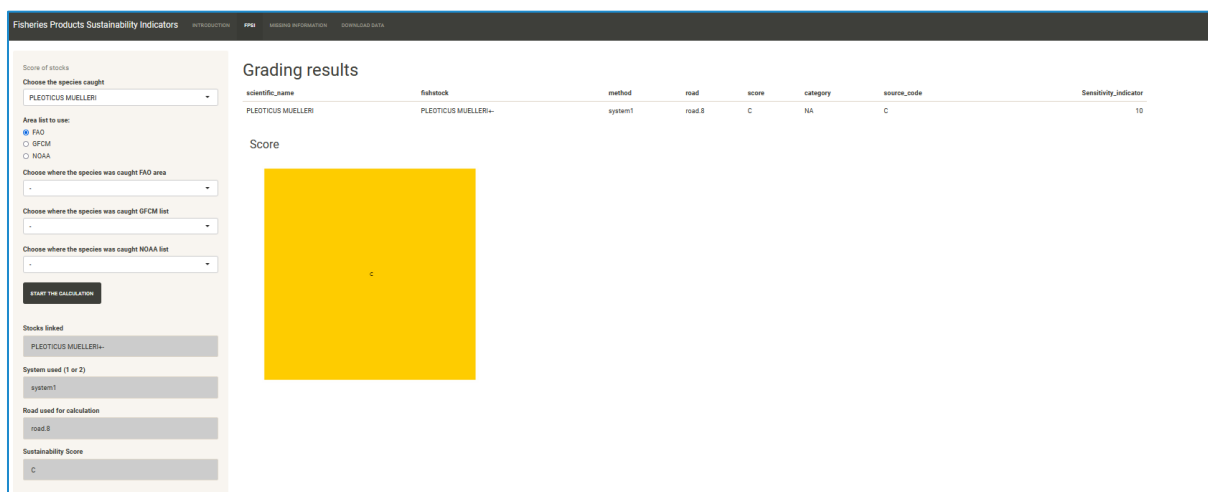 Fisheries Products Sustainability Indicators INTRODUCTION FPSI MISSING INFORMATION DOWNLOAD DATA
Score of stocks
Choose the species caught
PLEOTICUS MUELLERI
Area list to use:
FAO
GFCM
NOAA
Choose where the species was caught FAO area
-
Choose where the species was caught GFCM list
-
Choose where the species was caught NOAA list
-
START THE CALCULATION
Stocks linked
PLEOTICUS MUELLERI+-
System used (1 or 2)
system1
Road used for calculation
road.8
Sustainability Score
C
Grading results
scientific_name fishstock method road score category source_code Sensitivity_indicator
PLEOTICUS MUELLERI PLEOTICUS MUELLERI+- system1 road.8 C NA C 10
Score
C